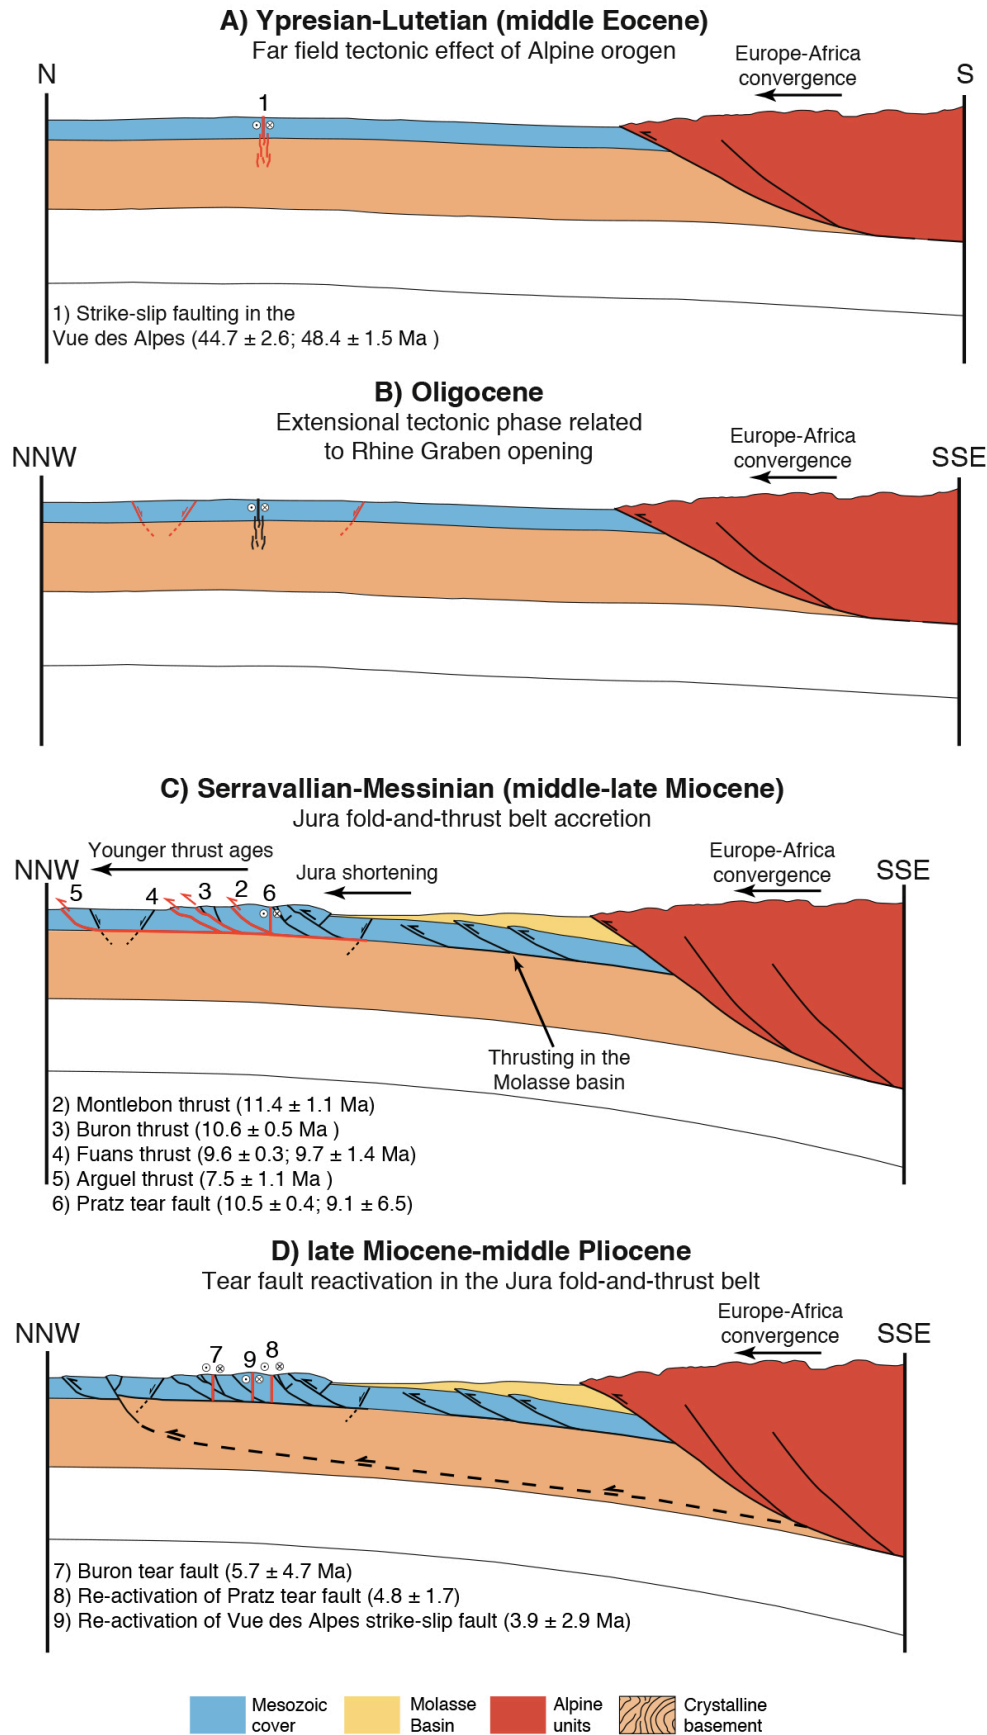 A) Ypresian-Lutetian (middle Eocene)
Far field tectonic effect of Alpine orogen
Europe-Africa
convergence
N
S
1
1) Strike-slip faulting in the
Vue des Alpes (44.7 ± 2.6; 48.4 ± 1.5 Ma )
B) Oligocene
Extensional tectonic phase related
to Rhine Graben opening
Europe-Africa
convergence
NNW
SSE
C) Serravallian-Messinian (middle-late Miocene)
Jura fold-and-thrust belt accretion
Younger thrust ages
Jura shortening
Europe-Africa
convergence
NNW
SSE
5 4 3 2 6
Thrusting in the
Molasse basin
2) Montlebon thrust (11.4 ± 1.1 Ma)
3) Buron thrust (10.6 ± 0.5 Ma )
4) Fuans thrust (9.6 ± 0.3; 9.7 ± 1.4 Ma)
5) Arguel thrust (7.5 ± 1.1 Ma )
6) Pratz tear fault (10.5 ± 0.4; 9.1 ± 6.5)
D) late Miocene-middle Pliocene
Tear fault reactivation in the Jura fold-and-thrust belt
Europe-Africa
convergence
NNW
SSE
7 9 8
7) Buron tear fault (5.7 ± 4.7 Ma)
8) Re-activation of Pratz tear fault (4.8 ± 1.7)
9) Re-activation of Vue des Alpes strike-slip fault (3.9 ± 2.9 Ma)
Mesozoic
cover
Molasse
Basin
Alpine
units
Crystalline
basement